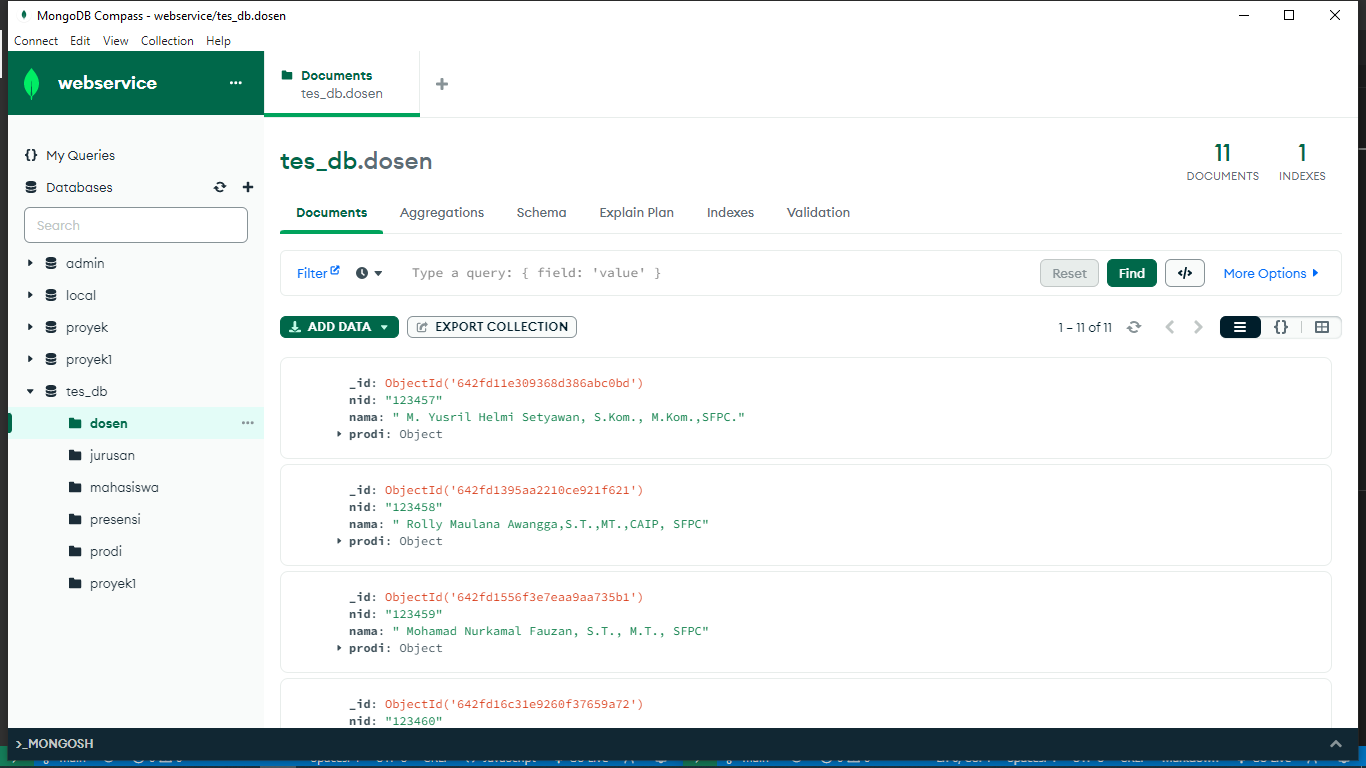 MongoDB Compass - webservice/tes_db.dosen
Connect Edit View Collection Help
webservice
Documents
tes_db.dosen
My Queries
Databases
Search
admin
local
proyek
proyek1
tes_db
dosen
jurusan
mahasiswa
presensi
prodi
proyek1
tes_db.dosen
11
DOCUMENTS
1
INDEXES
Documents Aggregations Schema Explain Plan Indexes Validation
Filter Type a query: { field: 'value' } Reset Find </> More Options
ADD DATA EXPORT COLLECTION 1 – 11 of 11 {}
_id: ObjectId('642fd11e309368d386abc0bd')
nid: "123457"
nama: " M. Yusril Helmi Setyawan, S.Kom., M.Kom.,SFPC."
prodi: Object
_id: ObjectId('642fd1395aa2210ce921f621')
nid: "123458"
nama: " Rolly Maulana Awangga,S.T.,MT.,CAIP, SFPC"
prodi: Object
_id: ObjectId('642fd1556f3e7eaa9aa735b1')
nid: "123459"
nama: " Mohamad Nurkamal Fauzan, S.T., M.T., SFPC"
prodi: Object
_id: ObjectId('642fd16c31e9260f37659a72')
nid: "123460"
>_MONGOSH